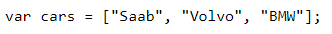 var cars = ["Saab", "Volvo", "BMW"];